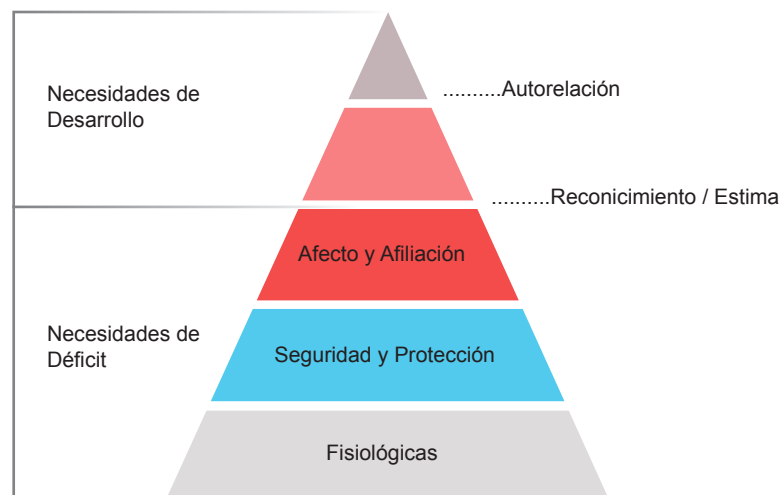 Necesidades de
Desarrollo
..........Autorelación
..........Reconicimiento / Estima
Afecto y Afiliación
Necesidades de
Déficit
Seguridad y Protección
Fisiológicas